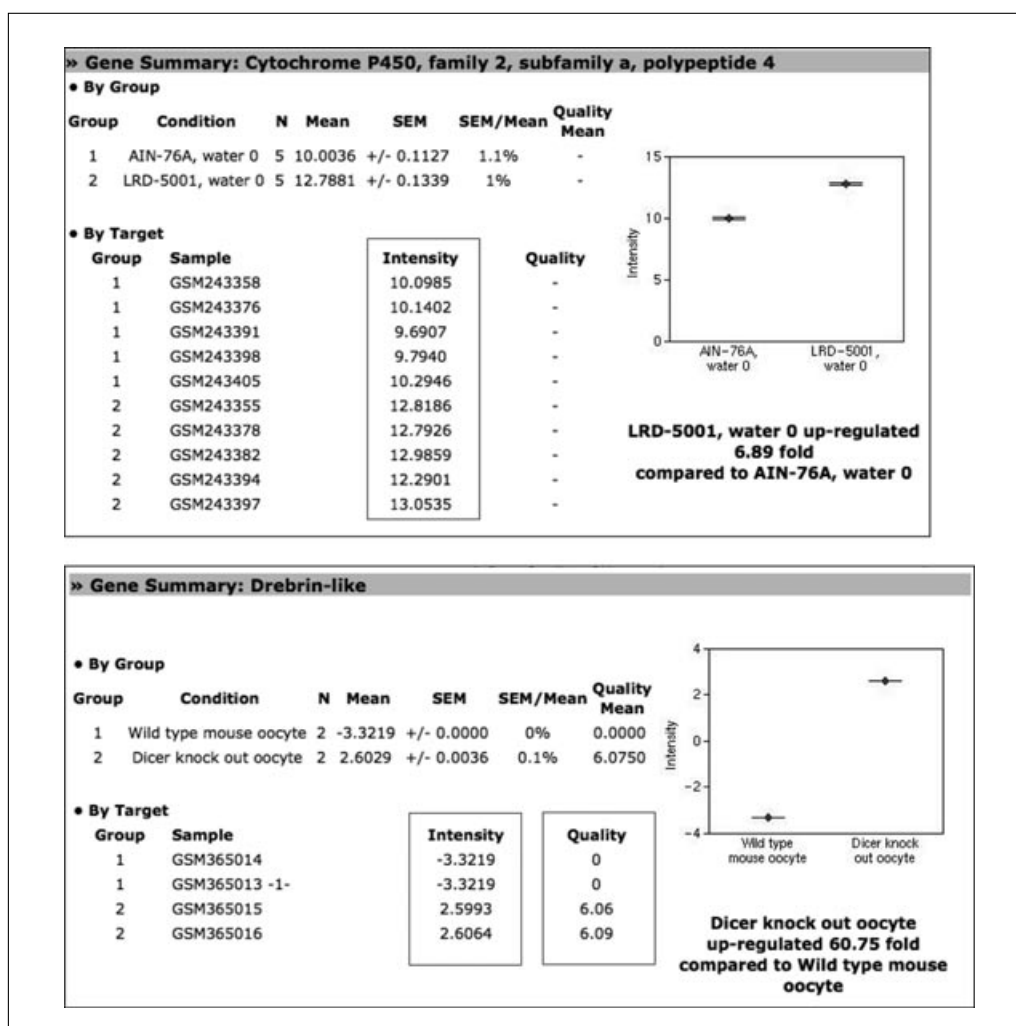 » Gene Summary: Cytochrome P450, family 2, subfamily a, polypeptide 4
• By Group
Group Condition N Mean SEM SEM/Mean Quality Mean
1 AIN-76A, water 0 5 10.0036 +/- 0.1127 1.1% -
2 LRD-5001, water 0 5 12.7881 +/- 0.1339 1% -
• By Target
Group Sample Intensity Quality
1 GSM243358 10.0985 -
1 GSM243376 10.1402 -
1 GSM243391 9.6907 -
1 GSM243398 9.7940 -
1 GSM243405 10.2946 -
2 GSM243355 12.8186 -
2 GSM243378 12.7926 -
2 GSM243382 12.9859 -
2 GSM243394 12.2901 -
2 GSM243397 13.0535 -
15
10
5
0
Intensity
AIN-76A, LRD-5001,
water 0 water 0
LRD-5001, water 0 up-regulated
6.89 fold
compared to AIN-76A, water 0
» Gene Summary: Drebrin-like
• By Group
Group Condition N Mean SEM SEM/Mean Quality Mean
1 Wild type mouse oocyte 2 -3.3219 +/- 0.0000 0% 0.0000
2 Dicer knock out oocyte 2 2.6029 +/- 0.0036 0.1% 6.0750
• By Target
Group Sample Intensity Quality
1 GSM365014 -3.3219 0
1 GSM365013 -1- -3.3219 0
2 GSM365015 2.5993 6.06
2 GSM365016 2.6064 6.09
4
2
0
-2
-4
Intensity
Wild type Dicer knock
mouse oocyte out oocyte
Dicer knock out oocyte
up-regulated 60.75 fold
compared to Wild type mouse
oocyte